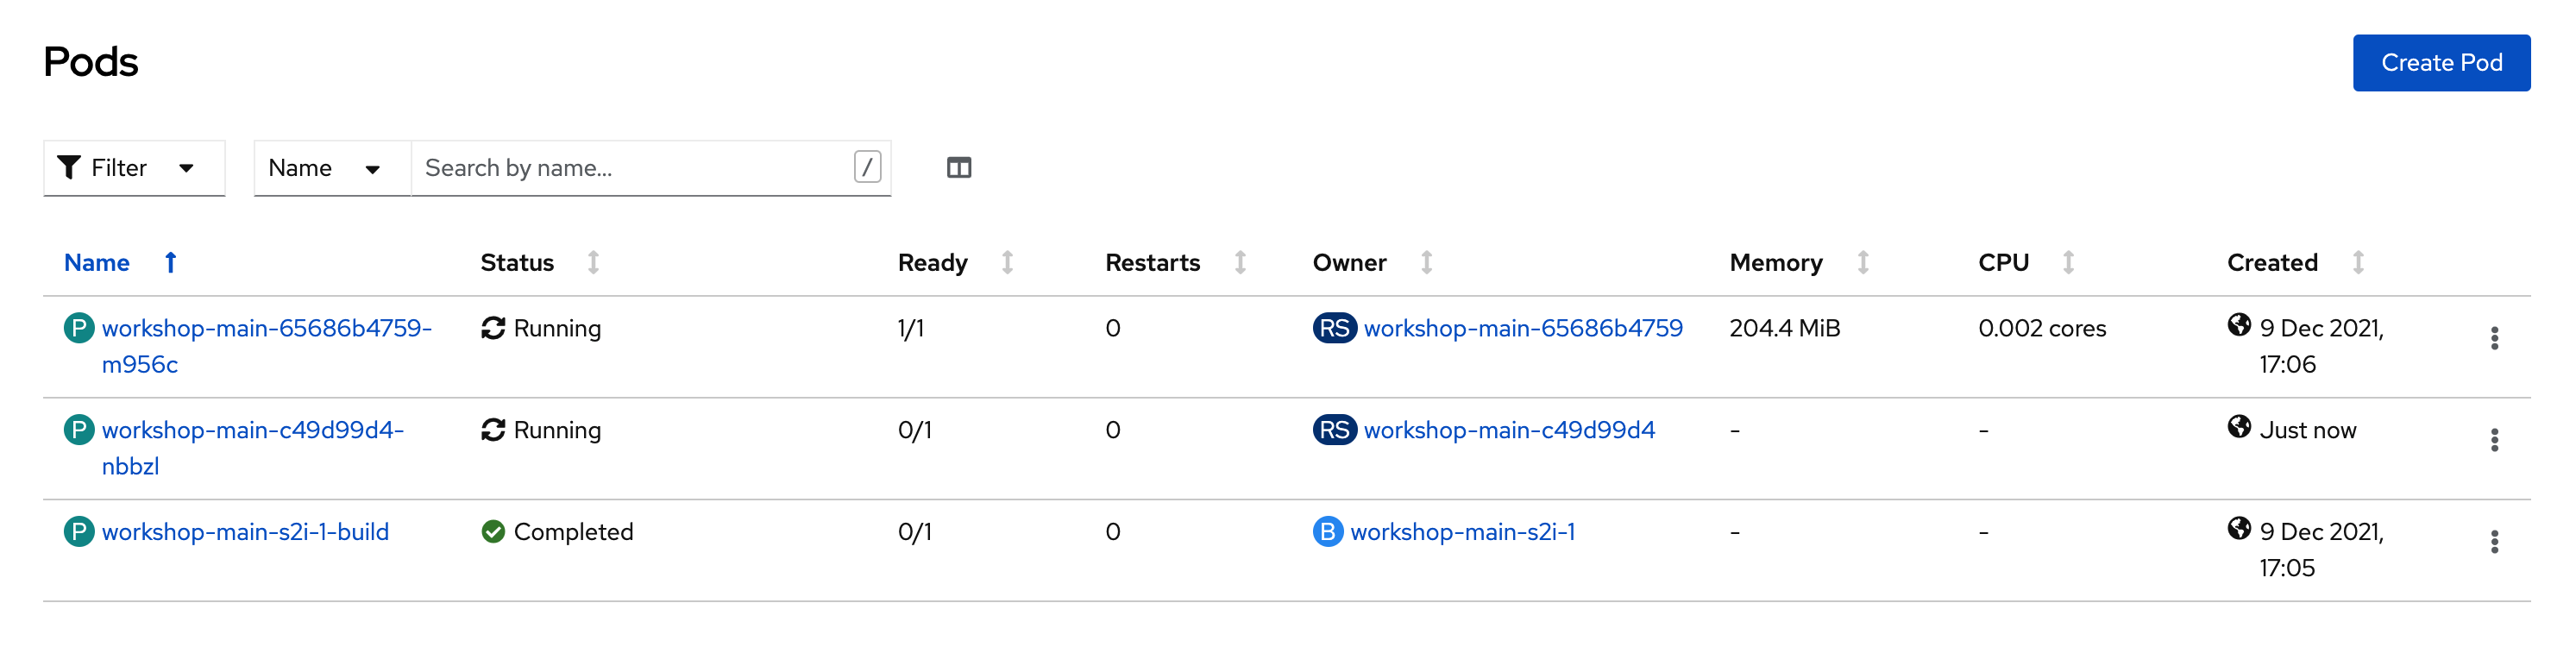 Pods
Create Pod
Filter
Name
Search by name...
/
Name Status Ready Restarts Owner Memory CPU Created
P workshop-main-65686b4759- Running 1/1 0 RS workshop-main-65686b4759 204.4 MiB 0.002 cores 9 Dec 2021,
m956c 17:06
P workshop-main-c49d99d4- Running 0/1 0 RS workshop-main-c49d99d4 - - Just now
nbbzl
P workshop-main-s2i-1-build Completed 0/1 0 B workshop-main-s2i-1 - - 9 Dec 2021,
17:05